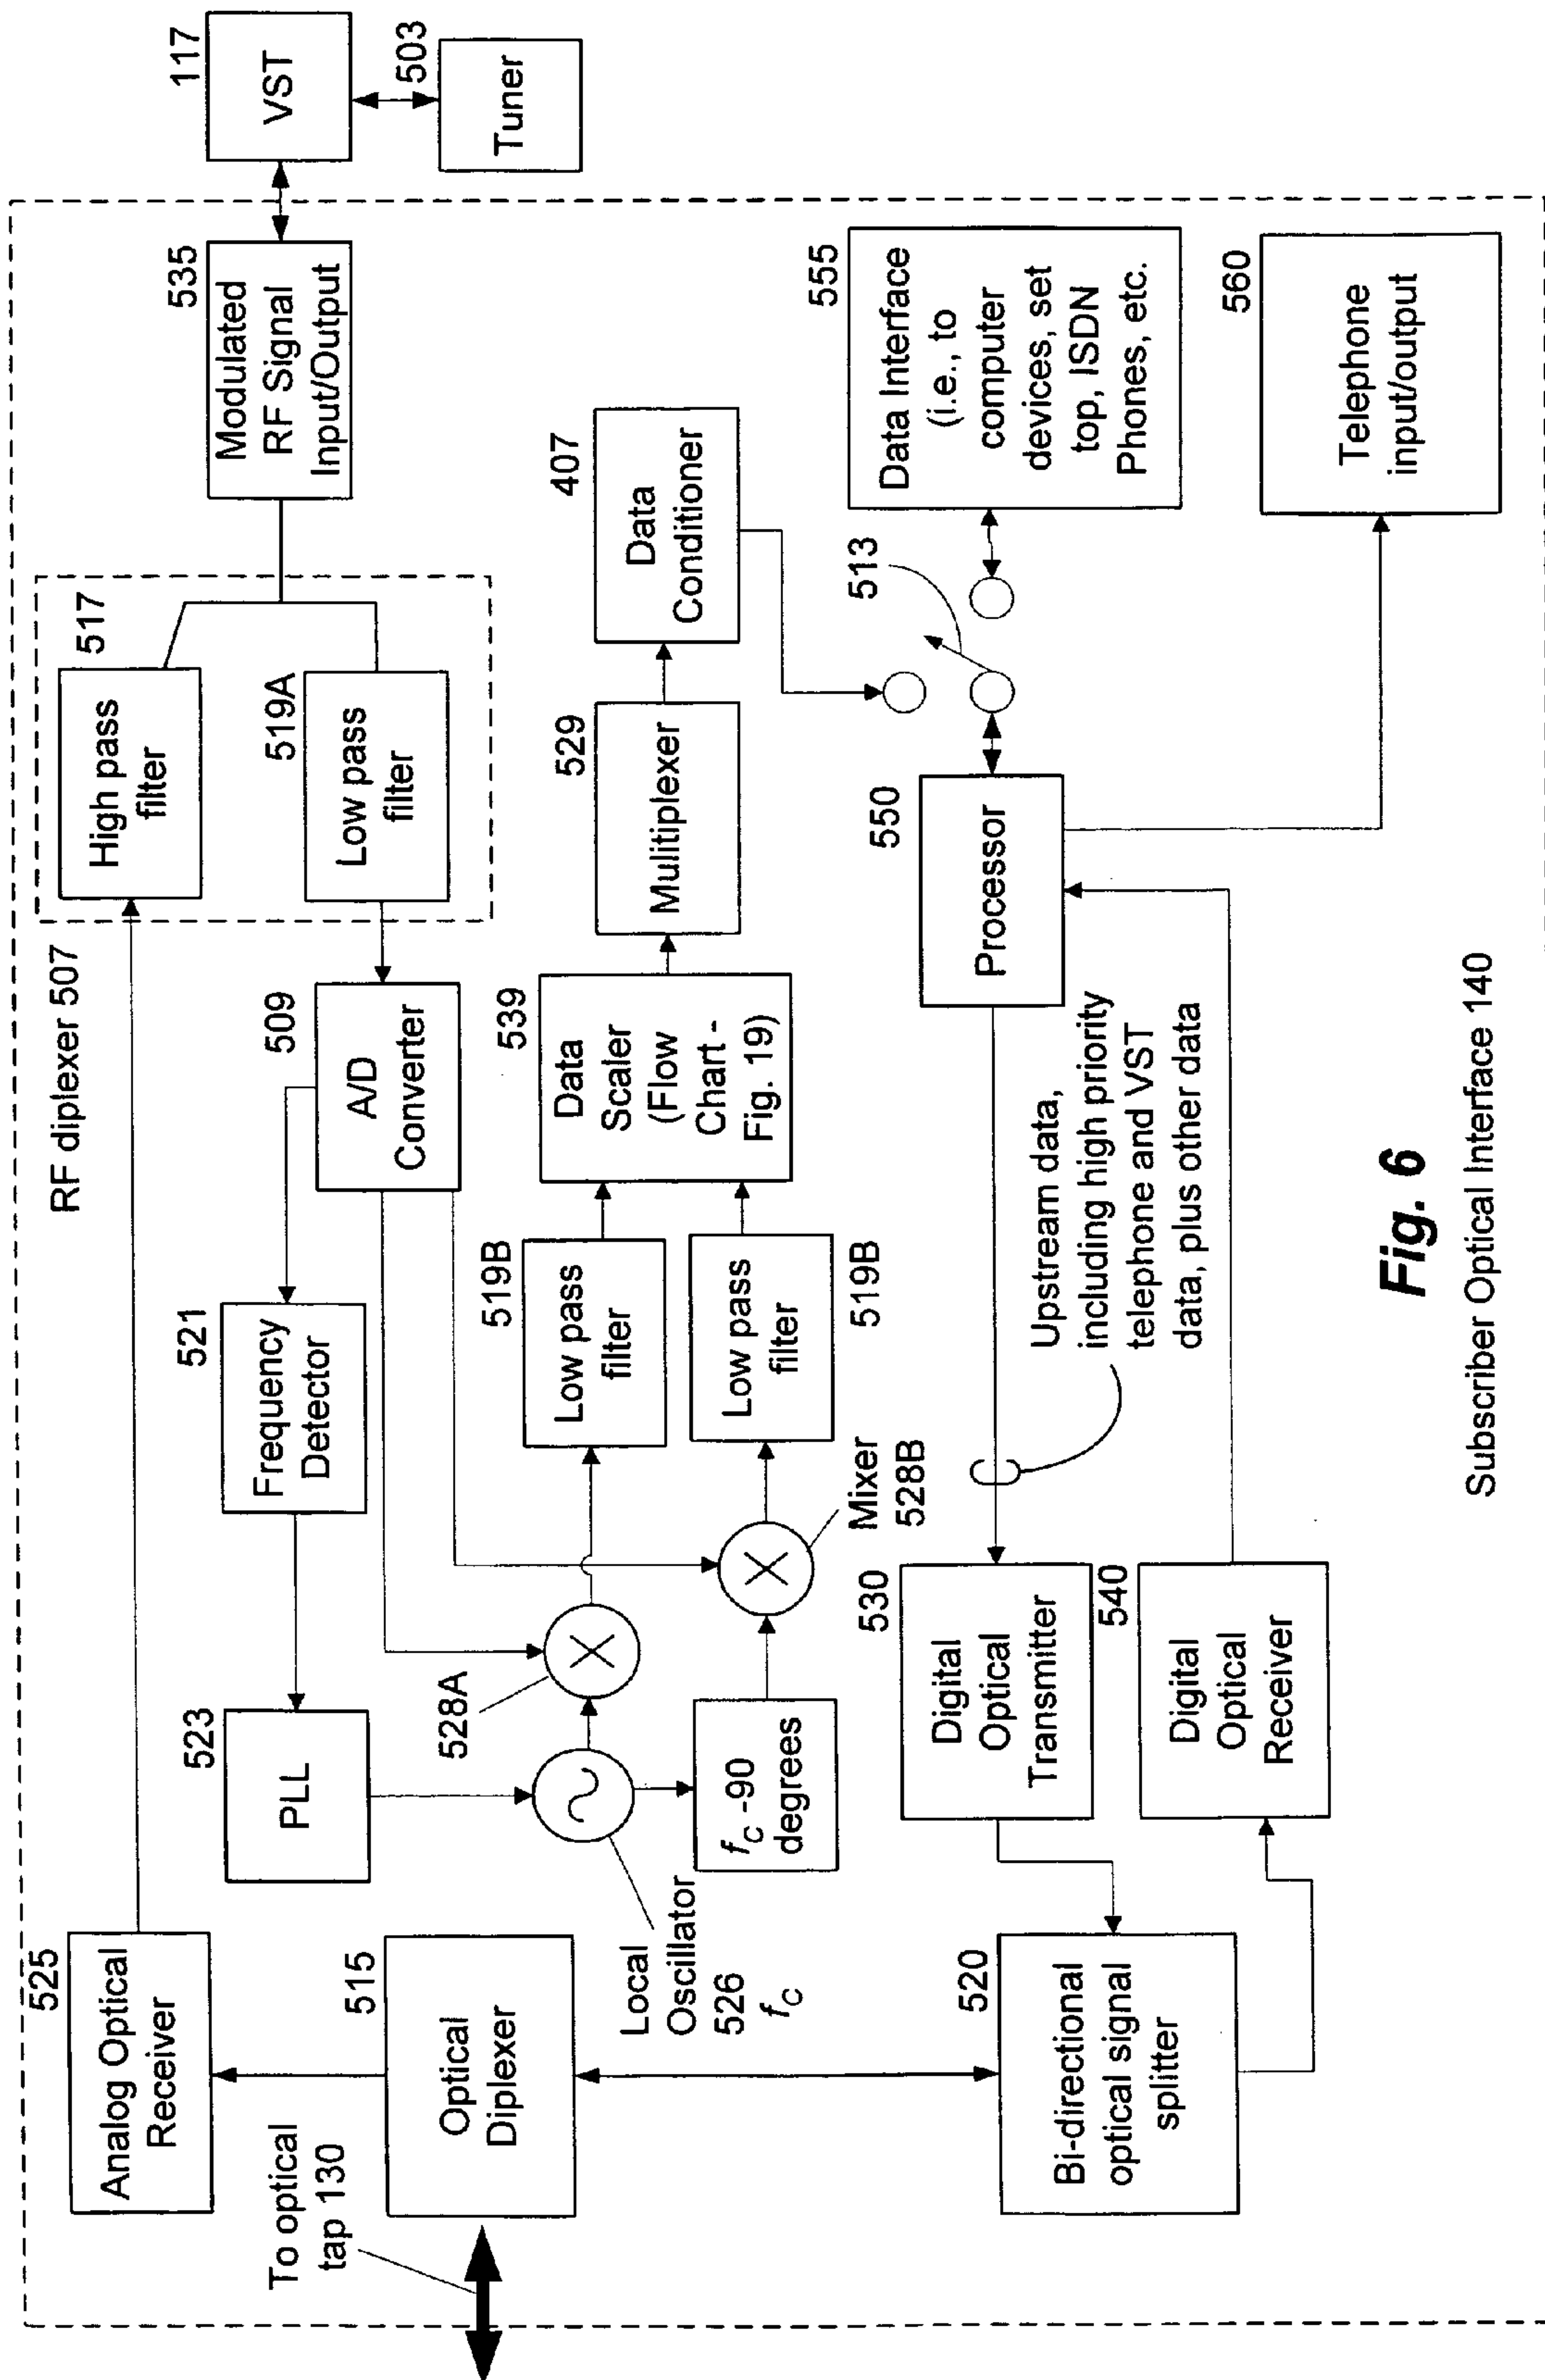 525
Analog Optical
Receiver
RF diplexer 507
High pass
filter
517
Low pass
filter
519A
535
Modulated
RF Signal
Input/Output
117
VST
503
Tuner
To optical
tap 130
515
Optical
Diplexer
523
PLL
521
Frequency
Detector
509
A/D
Converter
528A
Local
Oscillator
526
fc
fc -90
degrees
Mixer
528B
519B
Low pass
filter
Low pass
filter
519B
539
Data
Scaler
(Flow
Chart -
Fig. 19)
529
Mulitiplexer
407
Data
Conditioner
513
555
Data Interface
(i.e., to
computer
devices, set
top, ISDN
Phones, etc.
520
Bi-directional
optical signal
splitter
530
Digital
Optical
Transmitter
540
Digital
Optical
Receiver
Upstream data,
including high priority
telephone and VST
data, plus other data
550
Processor
560
Telephone
input/output
Fig. 6
Subscriber Optical Interface 140